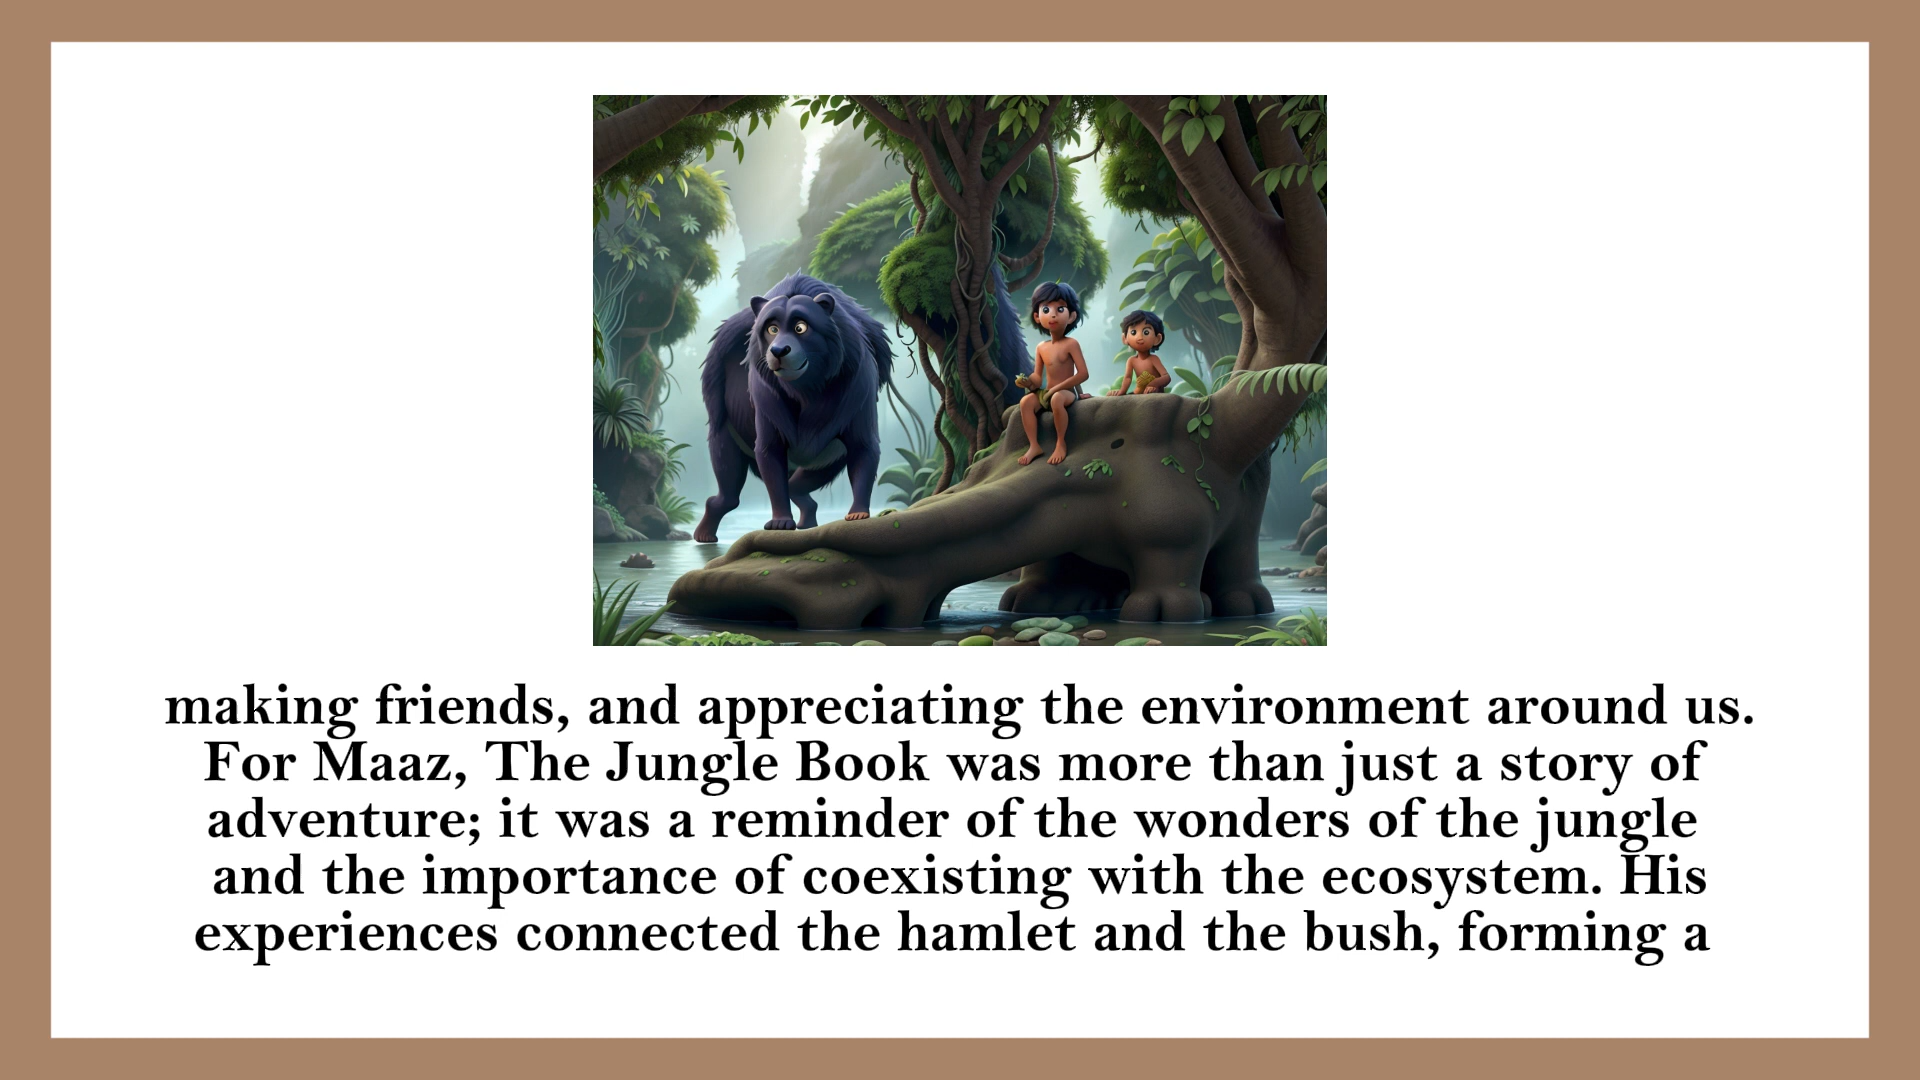 making friends, and appreciating the environment around us.
For Maaz, The Jungle Book was more than just a story of
adventure; it was a reminder of the wonders of the jungle
and the importance of coexisting with the ecosystem. His
experiences connected the hamlet and the bush, forming a